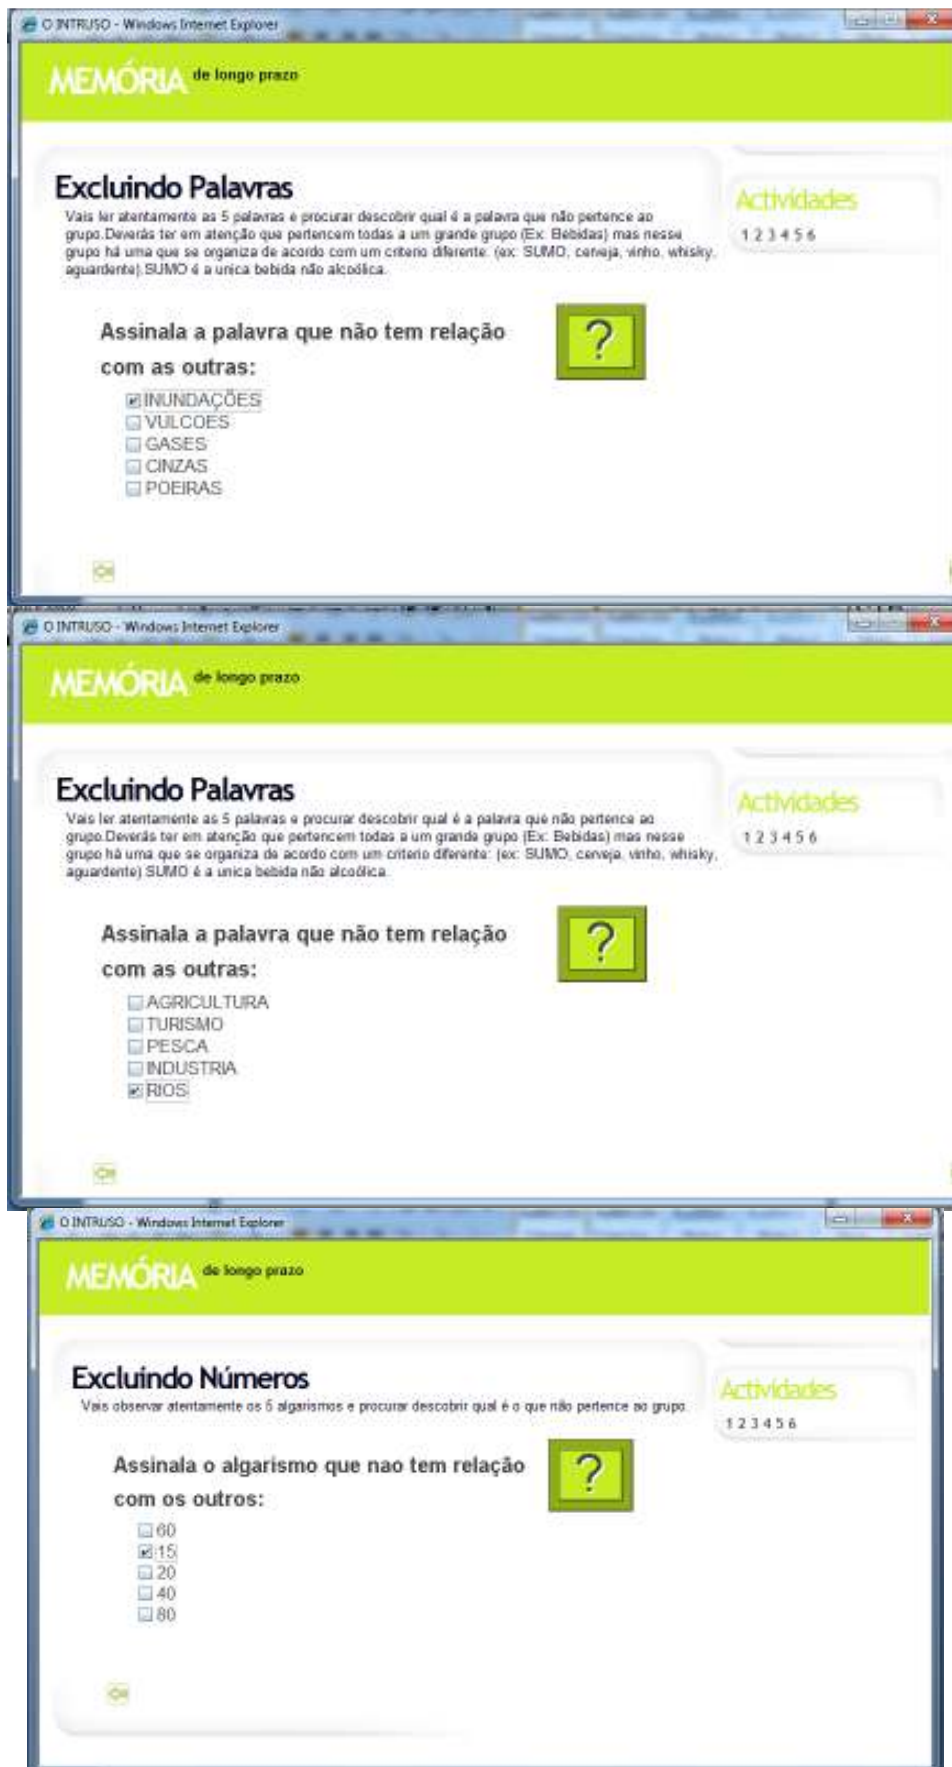 O INTRUSO - Windows Internet Explorer
MEMÓRIA de longo prazo
Excluindo Palavras
Vais ler atentamente as 5 palavras e procurar descobrir qual é a palavra que não pertence ao
grupo.Deverás ter em atenção que pertencem todas a um grande grupo (Ex: Bebidas) mas nesse
grupo há uma que se organiza de acordo com um criterio diferente: (ex: SUMO, cerveja, vinho, whisky,
aguardente).SUMO é a unica bebida não alcoólica.
Actividades
1 2 3 4 5 6
Assinala a palavra que não tem relação
com as outras:
?
INUNDAÇÕES
VULCOES
GASES
CINZAS
POEIRAS
O INTRUSO - Windows Internet Explorer
MEMÓRIA de longo prazo
Excluindo Palavras
Vais ler atentamente as 5 palavras e procurar descobrir qual é a palavra que não pertence ao
grupo.Deverás ter em atenção que pertencem todas a um grande grupo (Ex: Bebidas) mas nesse
grupo há uma que se organiza de acordo com um criterio diferente: (ex: SUMO, cerveja, vinho, whisky,
aguardente).SUMO é a unica bebida não alcoólica.
Actividades
1 2 3 4 5 6
Assinala a palavra que não tem relação
com as outras:
?
AGRICULTURA
TURISMO
PESCA
INDUSTRIA
RIOS
O INTRUSO - Windows Internet Explorer
MEMÓRIA de longo prazo
Excluindo Números
Vais observar atentamente os 5 algarismos e procurar descobrir qual é o que não pertence ao grupo.
Actividades
1 2 3 4 5 6
Assinala o algarismo que nao tem relação
com os outros:
?
60
15
20
40
80